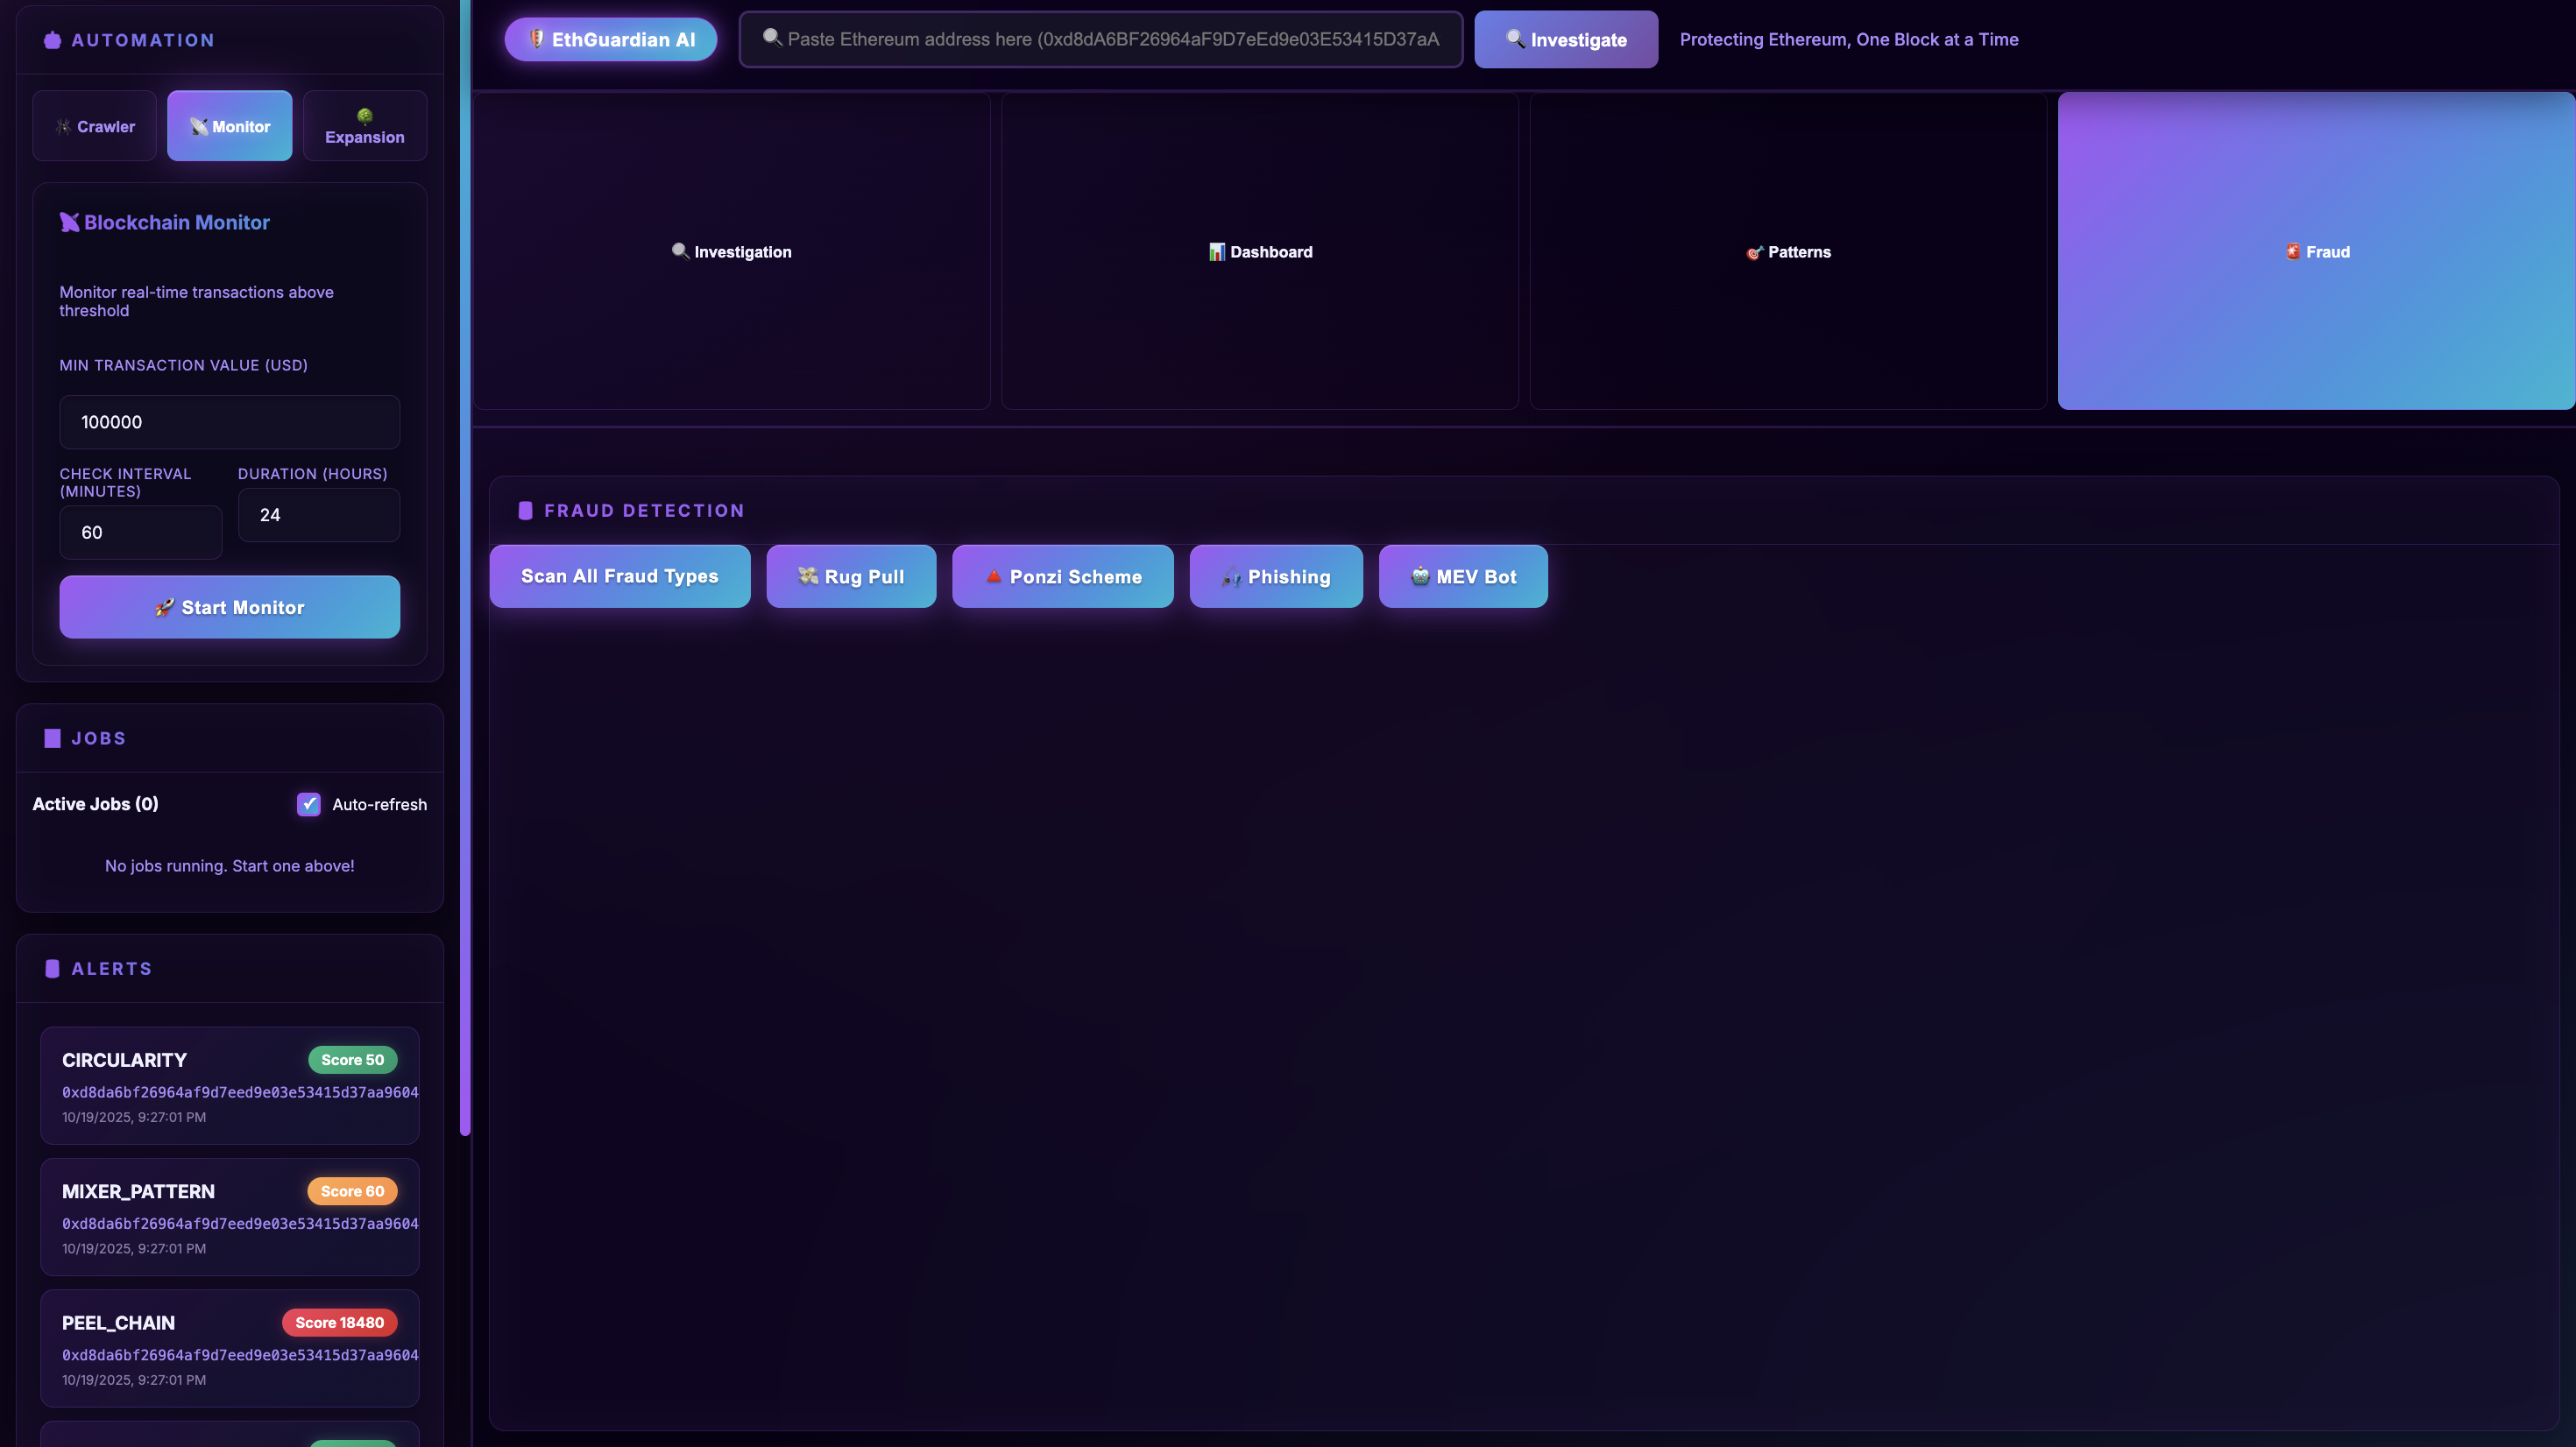 AUTOMATION
🕷️ Crawler
📡 Monitor
🌳 Expansion
📡 Blockchain Monitor
Monitor real-time transactions above
threshold
MIN TRANSACTION VALUE (USD)
100000
CHECK INTERVAL
(MINUTES)
DURATION (HOURS)
60
24
🚀 Start Monitor
JOBS
Active Jobs (0)
Auto-refresh
No jobs running. Start one above!
ALERTS
CIRCULARITY
Score 50
0xd8da6bf26964af9d7eed9e03e53415d37aa9604
10/19/2025, 9:27:01 PM
MIXER_PATTERN
Score 60
0xd8da6bf26964af9d7eed9e03e53415d37aa9604
10/19/2025, 9:27:01 PM
PEEL_CHAIN
Score 18480
0xd8da6bf26964af9d7eed9e03e53415d37aa9604
10/19/2025, 9:27:01 PM
🛡️ EthGuardian AI
🔍 Paste Ethereum address here (0xd8dA6BF26964aF9D7eEd9e03E53415D37aA
🔍 Investigate
Protecting Ethereum, One Block at a Time
🔍 Investigation
📊 Dashboard
🎯 Patterns
🚨 Fraud
FRAUD DETECTION
Scan All Fraud Types
💸 Rug Pull
🔺 Ponzi Scheme
🎣 Phishing
🤖 MEV Bot